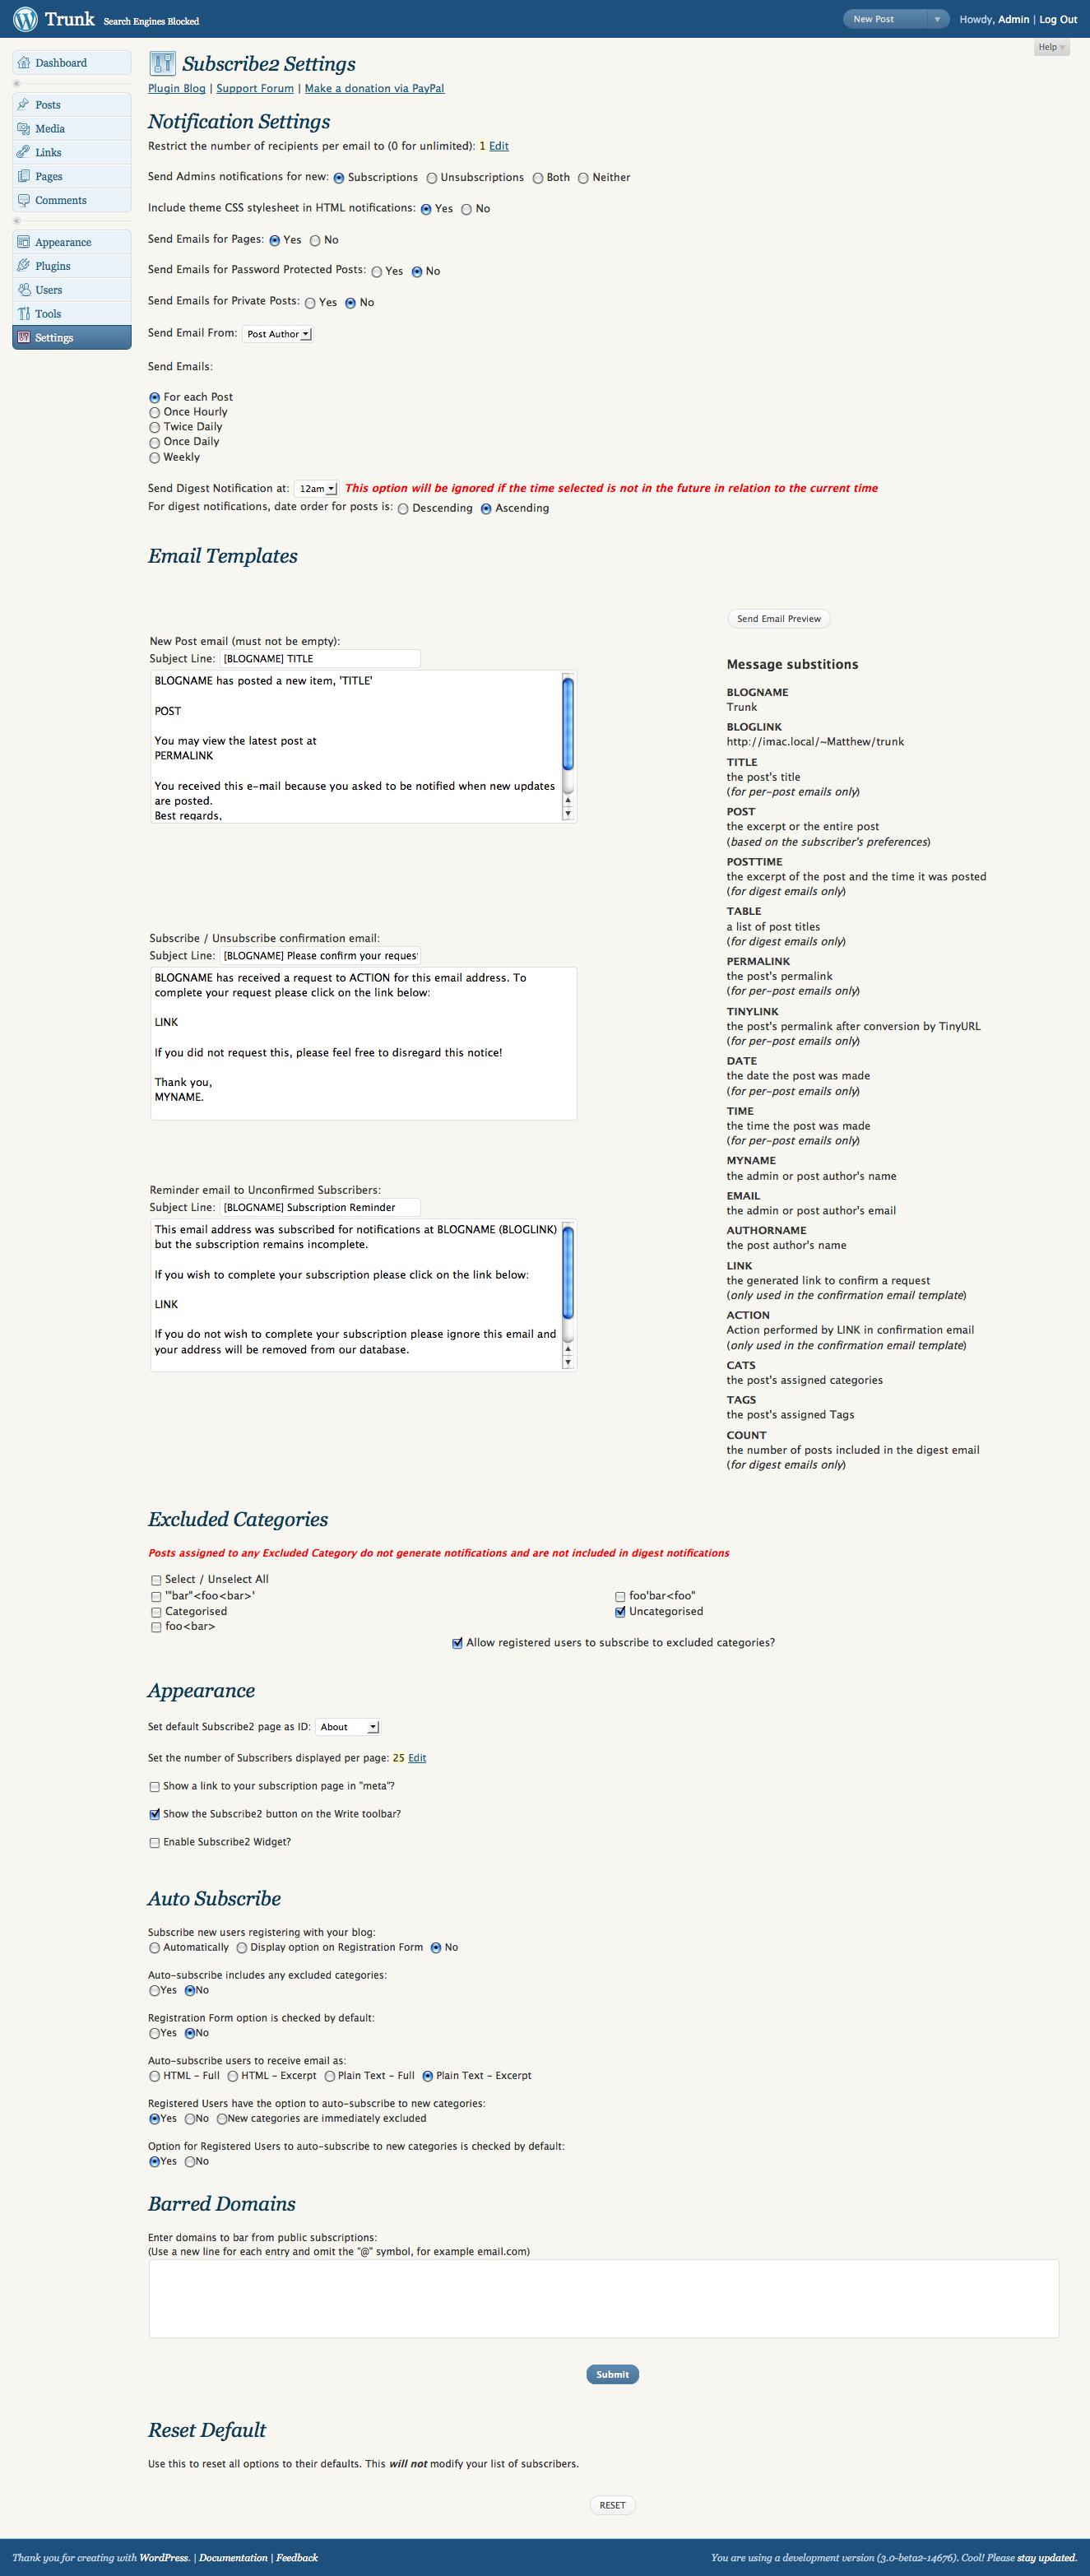 Trunk Search Engines Blocked
New Post
Howdy, Admin | Log Out
Help
Dashboard
Posts
Media
Links
Pages
Comments
Appearance
Plugins
Users
Tools
Settings
Subscribe2 Settings
Plugin Blog | Support Forum | Make a donation via PayPal
Notification Settings
Restrict the number of recipients per email to (0 for unlimited): 1 Edit
Send Admins notifications for new: Subscriptions Unsubscriptions Both Neither
Include theme CSS stylesheet in HTML notifications: Yes No
Send Emails for Pages: Yes No
Send Emails for Password Protected Posts: Yes No
Send Emails for Private Posts: Yes No
Send Email From: Post Author
Send Emails:
For each Post
Once Hourly
Twice Daily
Once Daily
Weekly
Send Digest Notification at: 12am This option will be ignored if the time selected is not in the future in relation to the current time
For digest notifications, date order for posts is: Descending Ascending
Email Templates
New Post email (must not be empty):
Subject Line: [BLOGNAME] TITLE
BLOGNAME has posted a new item, 'TITLE'
POST
You may view the latest post at
PERMALINK
You received this e-mail because you asked to be notified when new updates
are posted.
Best regards,
Subscribe / Unsubscribe confirmation email:
Subject Line: [BLOGNAME] Please confirm your reques
BLOGNAME has received a request to ACTION for this email address. To
complete your request please click on the link below:
LINK
If you did not request this, please feel free to disregard this notice!
Thank you,
MYNAME.
Reminder email to Unconfirmed Subscribers:
Subject Line: [BLOGNAME] Subscription Reminder
This email address was subscribed for notifications at BLOGNAME (BLOGLINK)
but the subscription remains incomplete.
If you wish to complete your subscription please click on the link below:
LINK
If you do not wish to complete your subscription please ignore this email and
your address will be removed from our database.
Send Email Preview
Message substitions
BLOGNAME
Trunk
BLOGLINK
http://imac.local/~Matthew/trunk
TITLE
the post's title
(for per-post emails only)
POST
the excerpt or the entire post
(based on the subscriber's preferences)
POSTTIME
the excerpt of the post and the time it was posted
(for digest emails only)
TABLE
a list of post titles
(for digest emails only)
PERMALINK
the post's permalink
(for per-post emails only)
TINYLINK
the post's permalink after conversion by TinyURL
(for per-post emails only)
DATE
the date the post was made
(for per-post emails only)
TIME
the time the post was made
(for per-post emails only)
MYNAME
the admin or post author's name
EMAIL
the admin or post author's email
AUTHORNAME
the post author's name
LINK
the generated link to confirm a request
(only used in the confirmation email template)
ACTION
Action performed by LINK in confirmation email
(only used in the confirmation email template)
CATS
the post's assigned categories
TAGS
the post's assigned Tags
COUNT
the number of posts included in the digest email
(for digest emails only)
Excluded Categories
Posts assigned to any Excluded Category do not generate notifications and are not included in digest notifications
Select / Unselect All
'"bar"<foo<bar>' foo'bar<foo"
Categorised Uncategorised
foo<bar>
Allow registered users to subscribe to excluded categories?
Appearance
Set default Subscribe2 page as ID: About
Set the number of Subscribers displayed per page: 25 Edit
Show a link to your subscription page in "meta"?
Show the Subscribe2 button on the Write toolbar?
Enable Subscribe2 Widget?
Auto Subscribe
Subscribe new users registering with your blog:
Automatically Display option on Registration Form No
Auto-subscribe includes any excluded categories:
Yes No
Registration Form option is checked by default:
Yes No
Auto-subscribe users to receive email as:
HTML - Full HTML - Excerpt Plain Text - Full Plain Text - Excerpt
Registered Users have the option to auto-subscribe to new categories:
Yes No New categories are immediately excluded
Option for Registered Users to auto-subscribe to new categories is checked by default:
Yes No
Barred Domains
Enter domains to bar from public subscriptions:
(Use a new line for each entry and omit the "@" symbol, for example email.com)
Submit
Reset Default
Use this to reset all options to their defaults. This will not modify your list of subscribers.
RESET
Thank you for creating with WordPress. | Documentation | Feedback
You are using a development version (3.0-beta2-14676). Cool! Please stay updated.